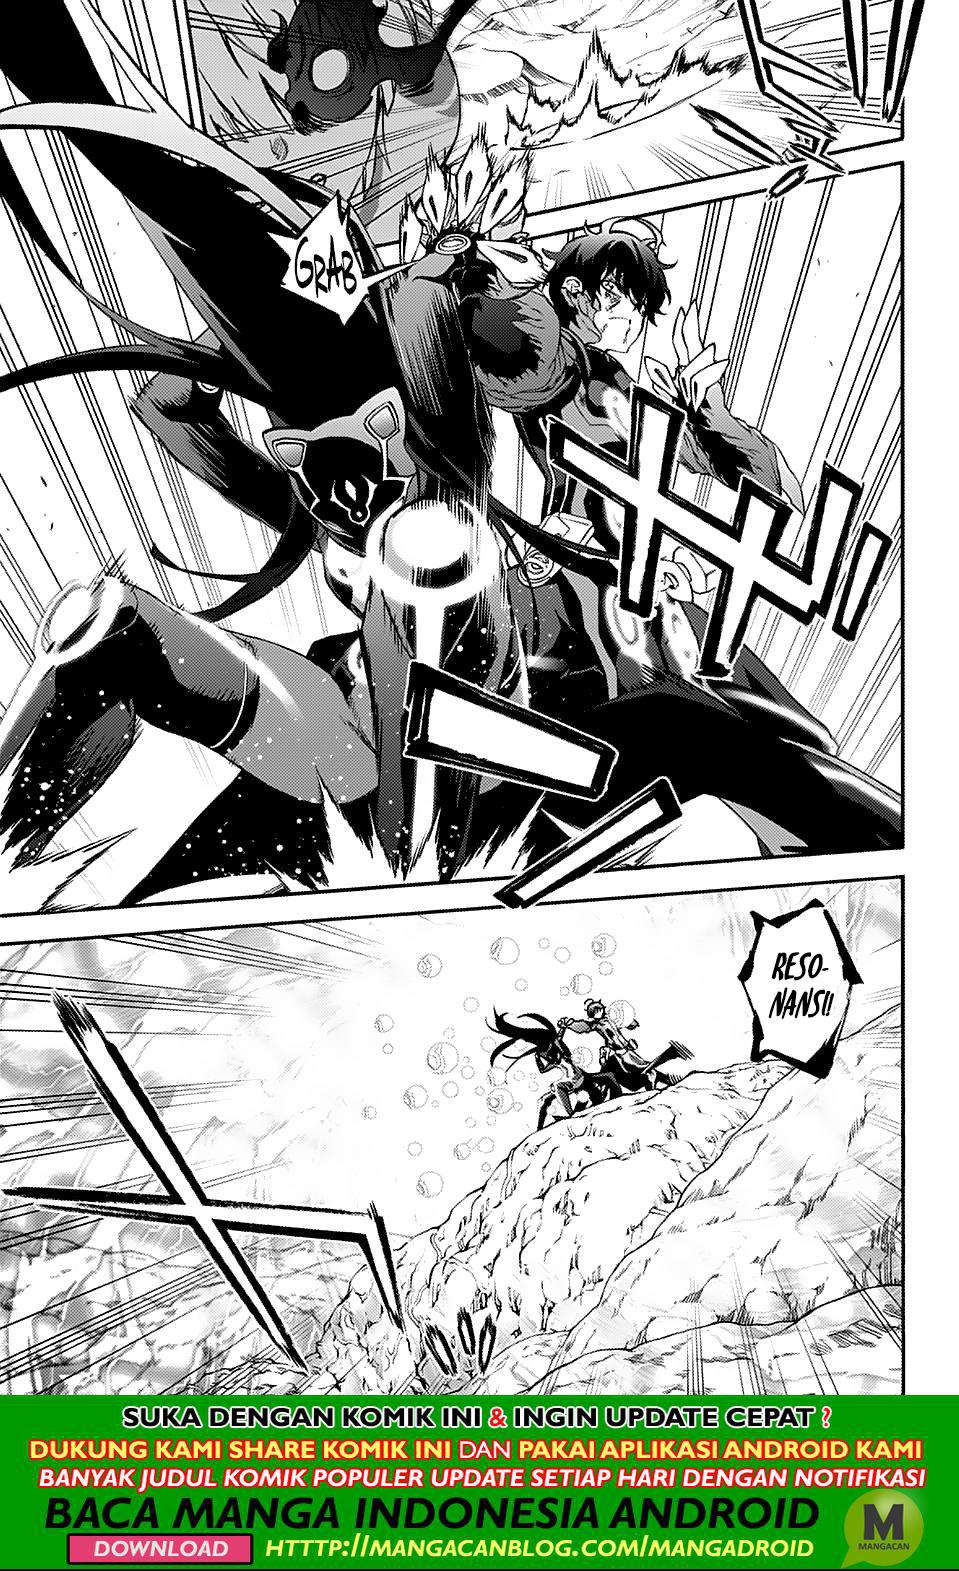 GRAB
RESO-
NANSI!!
SUKA DENGAN KOMIK INI & INGIN UPDATE CEPAT ?
DUKUNG KAMI SHARE KOMIK INI DAN PAKAI APLIKASI ANDROID KAMI
BANYAK JUDUL KOMIK POPULER UPDATE SETIAP HARI DENGAN NOTIFIKASI
BACA MANGA INDONESIA ANDROID
DOWNLOAD
HTTTP://MANGACANBLOG.COM/MANGADROID
M
MANGACAN